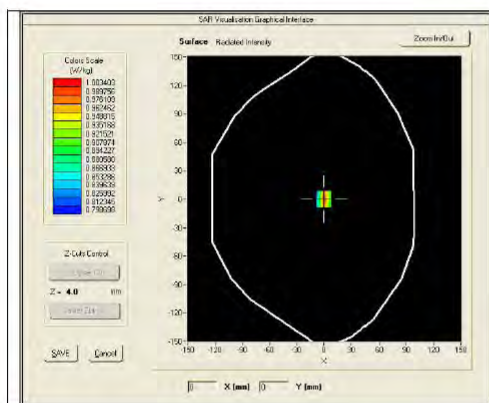 SAR Visualisation Graphical Interface
Surface Radiated Intensity
Zoom In/Out
Colors Scale
(W/kg)
1.003403
0.989756
0.976109
0.962462
0.948815
0.935168
0.921521
0.907874
0.894227
0.880580
0.866933
0.853286
0.839639
0.825992
0.812345
0.798698
150
120
90
60
30
0
-30
-60
-90
-120
-150
Y
-150 -120 -90 -60 -30 0 30 60 90 120 150
X
Z-Cuts Control
Z = 4.0 mm
SAVE Cancel
0 X (mm) 0 Y (mm)